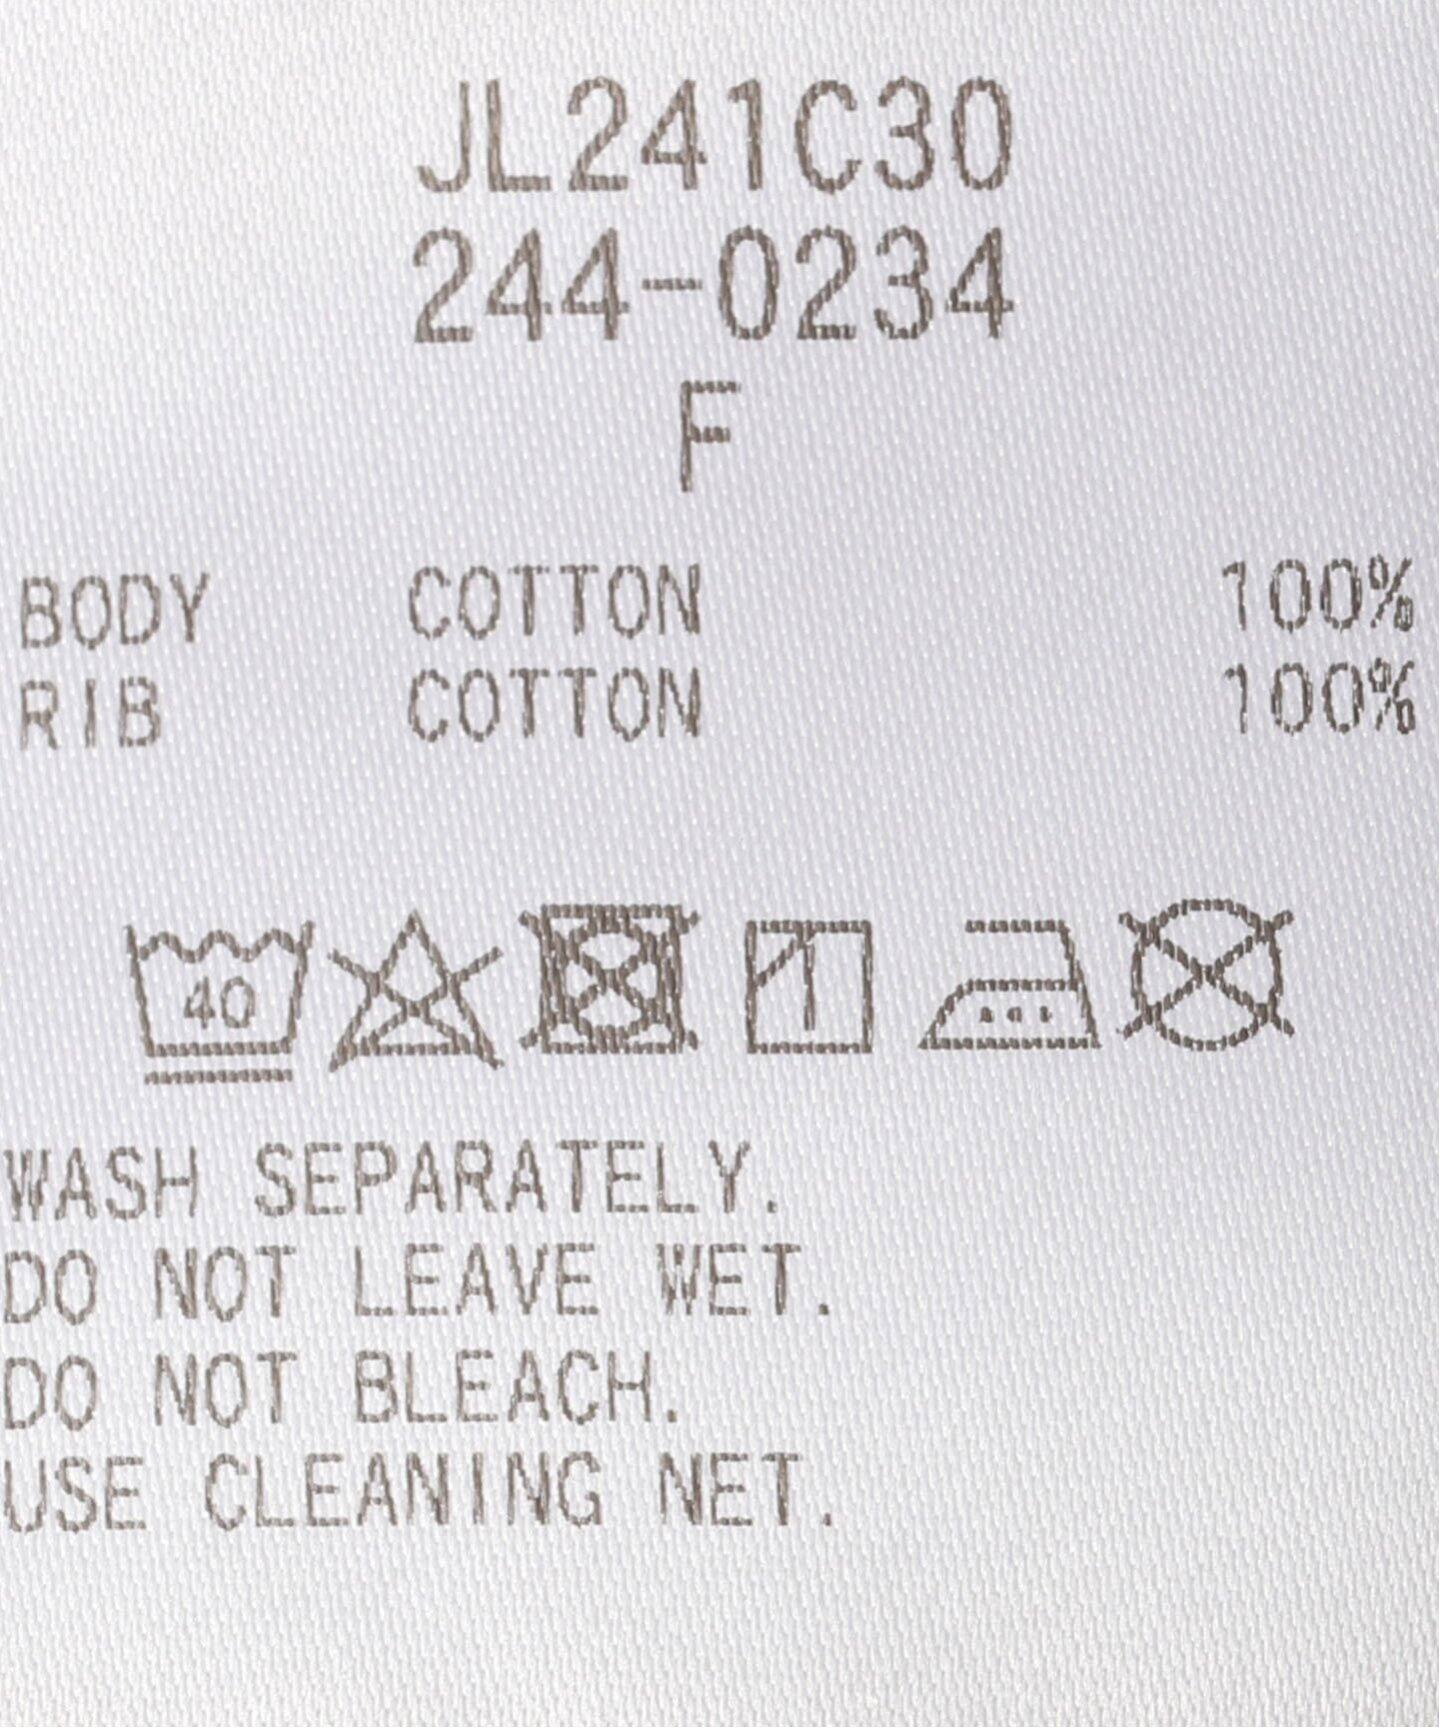 JL241C30
244-0234
F
BODY COTTON 100%
RIB COTTON 100%
40
WASH SEPARATELY.
DO NOT LEAVE WET.
DO NOT BLEACH.
USE CLEANING NET.